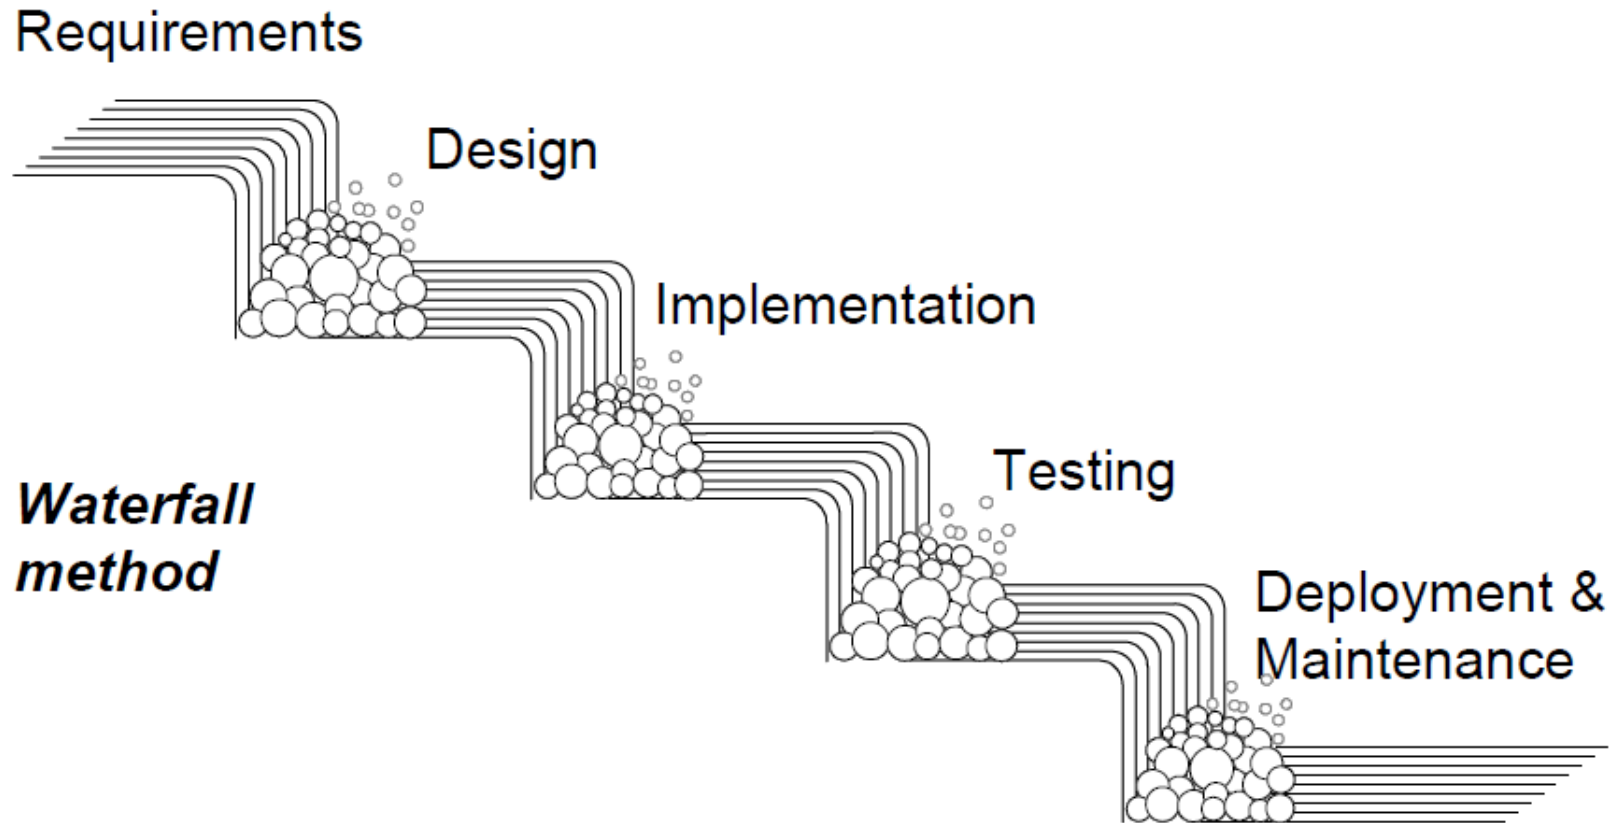 Requirements
Design
Implementation
Testing
Waterfall
method
Deployment &
Maintenance